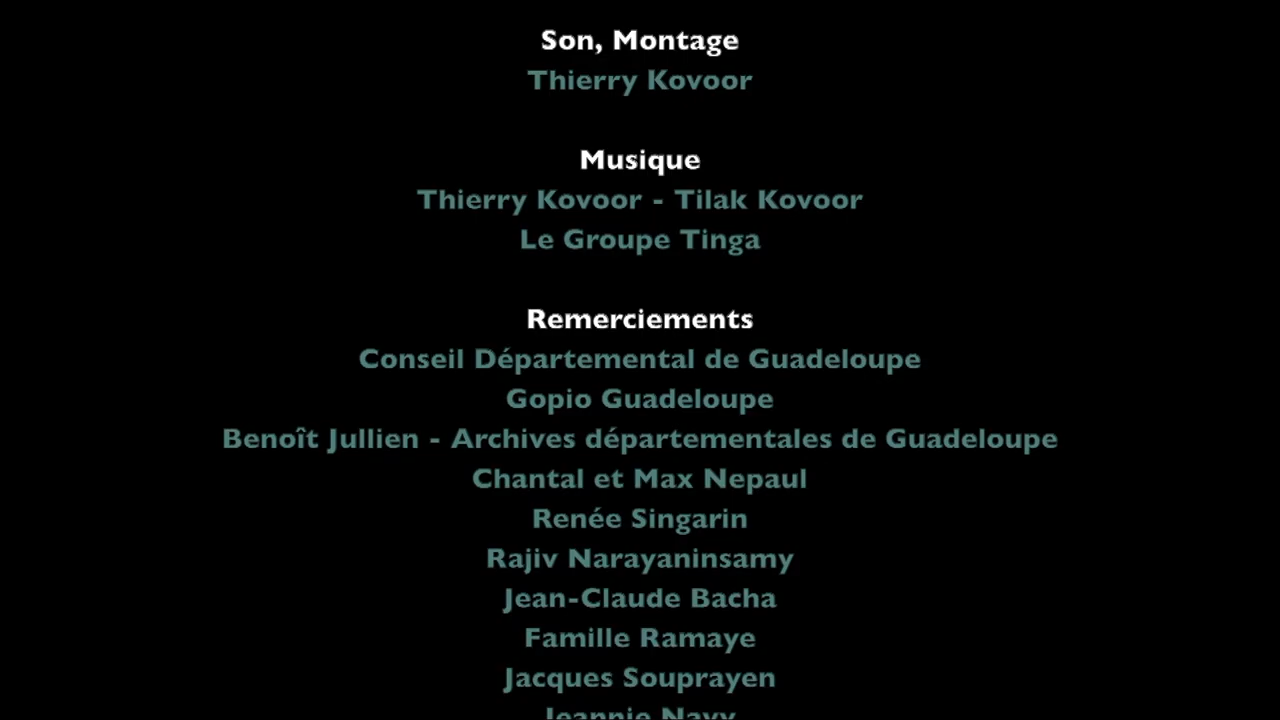 Son, Montage
Thierry Kovoor
Musique
Thierry Kovoor - Tilak Kovoor
Le Groupe Tinga
Remerciements
Conseil Départemental de Guadeloupe
Gopio Guadeloupe
Benoît Jullien - Archives départementales de Guadeloupe
Chantal et Max Nepaul
Renée Singarin
Rajiv Narayaninsamy
Jean-Claude Bacha
Famille Ramaye
Jacques Souprayen
Jeannie